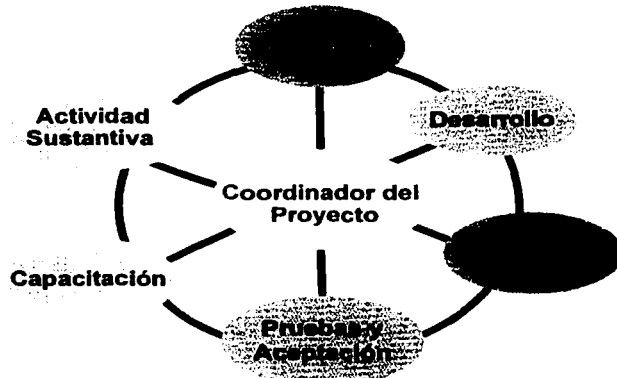 Actividad
Sustantiva
Desarrollo
Coordinador del
Proyecto
Capacitación
Pruebas y
Aceptación